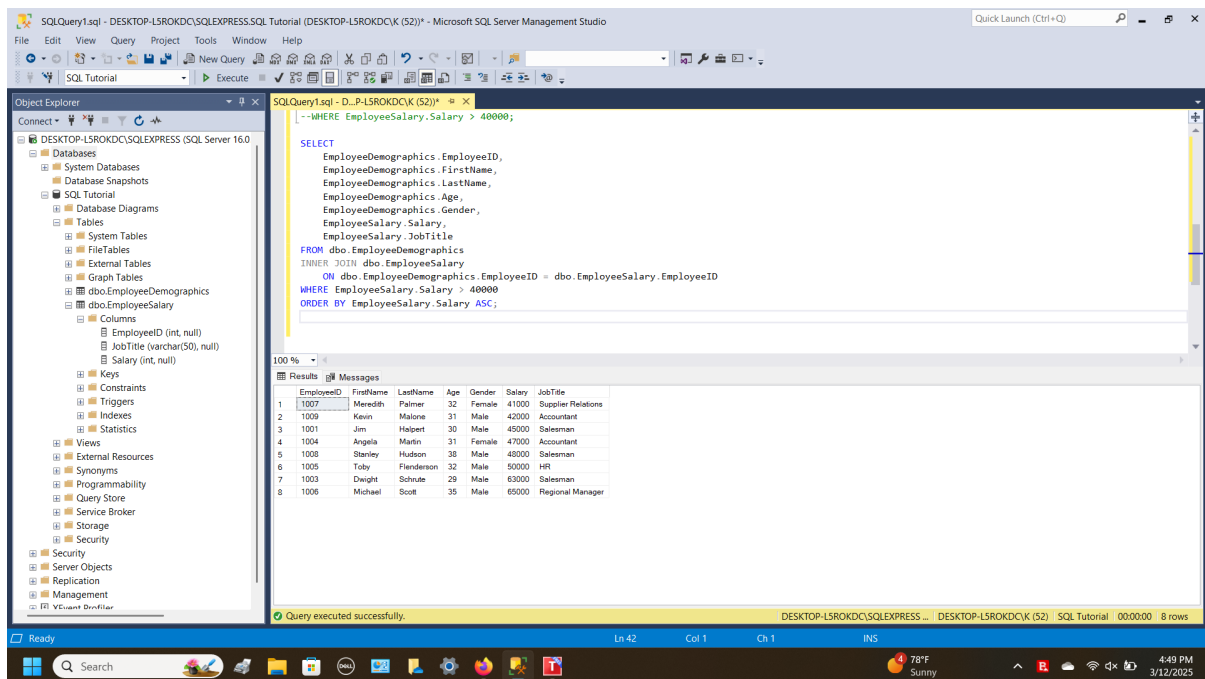 SQLQuery1.sql - DESKTOP-L5ROKDC\SQLEXPRESS.SQL Tutorial (DESKTOP-L5ROKDC\K (52))* - Microsoft SQL Server Management Studio
Quick Launch (Ctrl+Q)
File Edit View Query Project Tools Window Help
New Query
SQL Tutorial Execute
Object Explorer
Connect
DESKTOP-L5ROKDC\SQLEXPRESS (SQL Server 16.0
Databases
System Databases
Database Snapshots
SQL Tutorial
Database Diagrams
Tables
System Tables
FileTables
External Tables
Graph Tables
dbo.EmployeeDemographics
dbo.EmployeeSalary
Columns
EmployeeID (int, null)
JobTitle (varchar(50), null)
Salary (int, null)
Keys
Constraints
Triggers
Indexes
Statistics
Views
External Resources
Synonyms
Programmability
Query Store
Service Broker
Storage
Security
Security
Server Objects
Replication
Management
XEvent Profiler
SQLQuery1.sql - D...P-L5ROKDC\K (52))*
--WHERE EmployeeSalary.Salary > 40000;
SELECT
EmployeeDemographics.EmployeeID,
EmployeeDemographics.FirstName,
EmployeeDemographics.LastName,
EmployeeDemographics.Age,
EmployeeDemographics.Gender,
EmployeeSalary.Salary,
EmployeeSalary.JobTitle
FROM dbo.EmployeeDemographics
INNER JOIN dbo.EmployeeSalary
ON dbo.EmployeeDemographics.EmployeeID = dbo.EmployeeSalary.EmployeeID
WHERE EmployeeSalary.Salary > 40000
ORDER BY EmployeeSalary.Salary ASC;
100 %
Results Messages
EmployeeID FirstName LastName Age Gender Salary JobTitle
1 1007 Meredith Palmer 32 Female 41000 Supplier Relations
2 1009 Kevin Malone 31 Male 42000 Accountant
3 1001 Jim Halpert 30 Male 45000 Salesman
4 1004 Angela Martin 31 Female 47000 Accountant
5 1008 Stanley Hudson 38 Male 48000 Salesman
6 1005 Toby Flenderson 32 Male 50000 HR
7 1003 Dwight Schrute 29 Male 63000 Salesman
8 1006 Michael Scott 35 Male 65000 Regional Manager
Query executed successfully. DESKTOP-L5ROKDC\SQLEXPRESS ... DESKTOP-L5ROKDC\K (52) SQL Tutorial 00:00:00 8 rows
Ready Ln 42 Col 1 Ch 1 INS
Search
4 78°F
Sunny
4:49 PM
3/12/2025